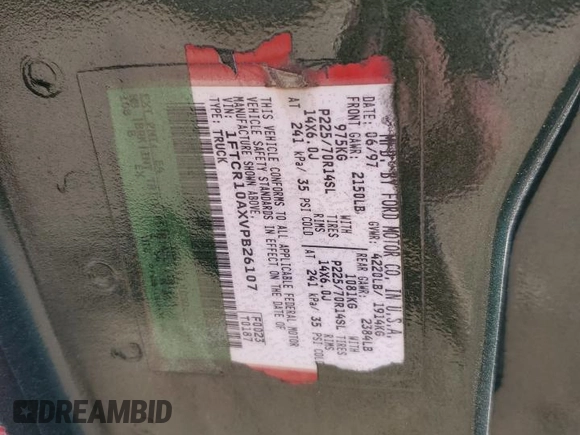 MFD. BY FORD MOTOR CO. IN U.S.A.
DATE: 06/97 GVWR: 4220LB/ 1914KG
FRONT GAWR: 2150LB REAR GAWR: 2384LB
975KG WITH 1081KG WITH
P225/70R14SL TIRES P225/70R14SL TIRES
14X6.0J RIMS 14X6.0J RIMS
AT 241 kPa/ 35 PSI COLD AT 241 kPa/ 35 PSI COLD
THIS VEHICLE CONFORMS TO ALL APPLICABLE FEDERAL MOTOR
VEHICLE SAFETY STANDARDS IN EFFECT ON THE DATE OF
MANUFACTURE SHOWN ABOVE.
VIN: 1FTCR10AXVPB26107 F0023
TYPE: TRUCK T0187
DREAMBID